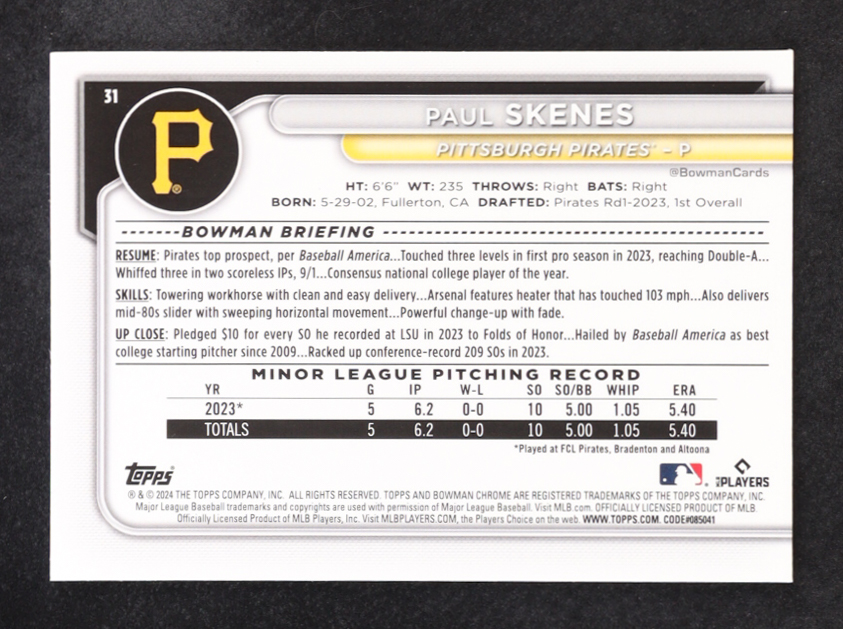 31
P
®
PAUL SKENES
PITTSBURGH PIRATES® – P
@BowmanCards
HT: 6'6" WT: 235 THROWS: Right BATS: Right
BORN: 5-29-02, Fullerton, CA DRAFTED: Pirates Rd1-2023, 1st Overall
BOWMAN BRIEFING
RESUME: Pirates top prospect, per Baseball America...Touched three levels in first pro season in 2023, reaching Double-A...
Whiffed three in two scoreless IPs, 9/1...Consensus national college player of the year.
SKILLS: Towering workhorse with clean and easy delivery...Arsenal features heater that has touched 103 mph...Also delivers
mid-80s slider with sweeping horizontal movement...Powerful change-up with fade.
UP CLOSE: Pledged $10 for every SO he recorded at LSU in 2023 to Folds of Honor...Hailed by Baseball America as best
college starting pitcher since 2009...Racked up conference-record 209 SOs in 2023.
MINOR LEAGUE PITCHING RECORD
YR G IP W-L SO SO/BB WHIP ERA
2023* 5 6.2 0-0 10 5.00 1.05 5.40
TOTALS 5 6.2 0-0 10 5.00 1.05 5.40
*Played at FCL Pirates, Bradenton and Altoona
Topps® PLAYERS
® & © 2024 THE TOPPS COMPANY, INC. ALL RIGHTS RESERVED. TOPPS AND BOWMAN CHROME ARE REGISTERED TRADEMARKS OF THE TOPPS COMPANY, INC.
Major League Baseball trademarks and copyrights are used with permission of Major League Baseball. Visit MLB.com. OFFICIALLY LICENSED PRODUCT OF MLB
Officially Licensed Product of MLB Players, Inc. Visit MLBPLAYERS.COM, the Players Choice on the web. WWW.TOPPS.COM. CODE#085041